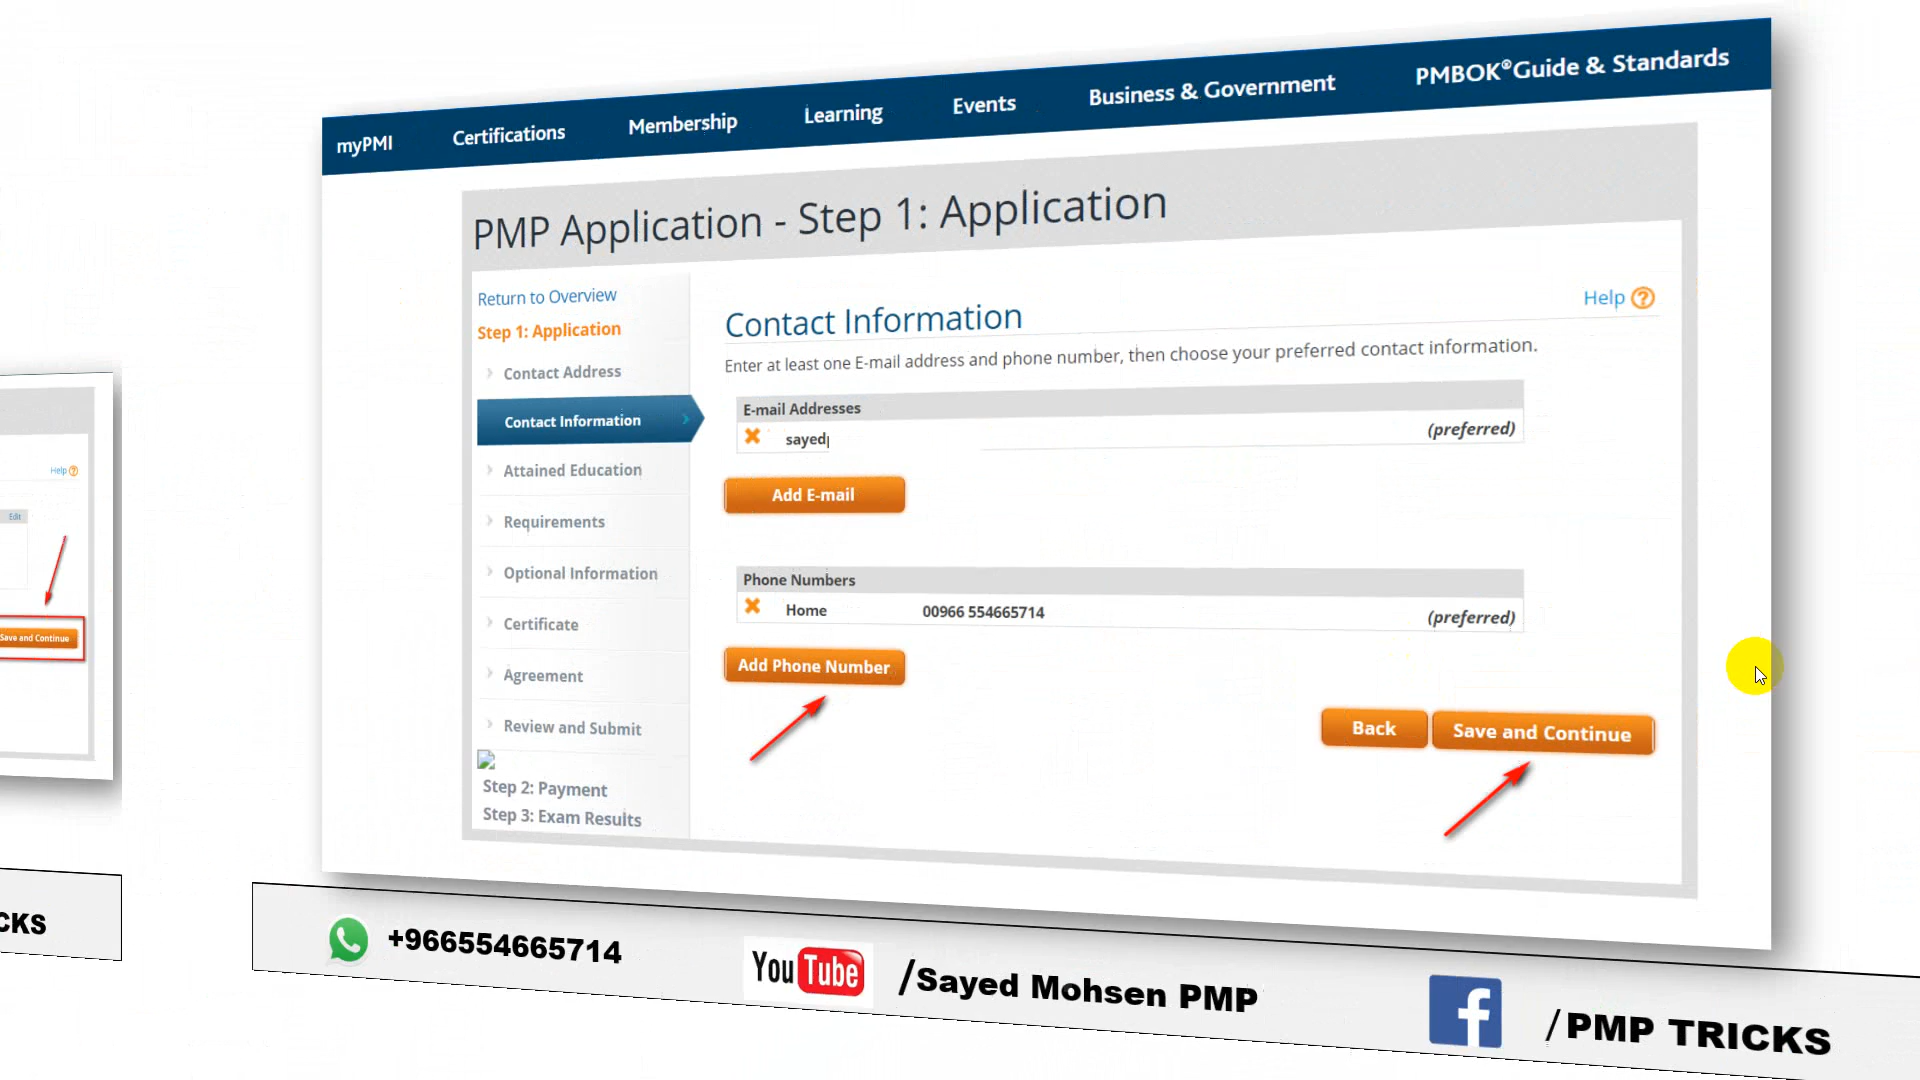 myPMI Certifications Membership Learning Events Business & Government PMBOK®Guide & Standards
PMP Application - Step 1: Application
Return to Overview
Step 1: Application
Contact Address
Contact Information
Attained Education
Requirements
Optional Information
Certificate
Agreement
Review and Submit
Step 2: Payment
Step 3: Exam Results
Help
Contact Information
Enter at least one E-mail address and phone number, then choose your preferred contact information.
E-mail Addresses
sayed (preferred)
Add E-mail
Phone Numbers
Home 00966 554665714 (preferred)
Add Phone Number
Back Save and Continue
Help
Edit
Save and Continue
CKS
+966554665714 YouTube /Sayed Mohsen PMP f /PMP TRICKS